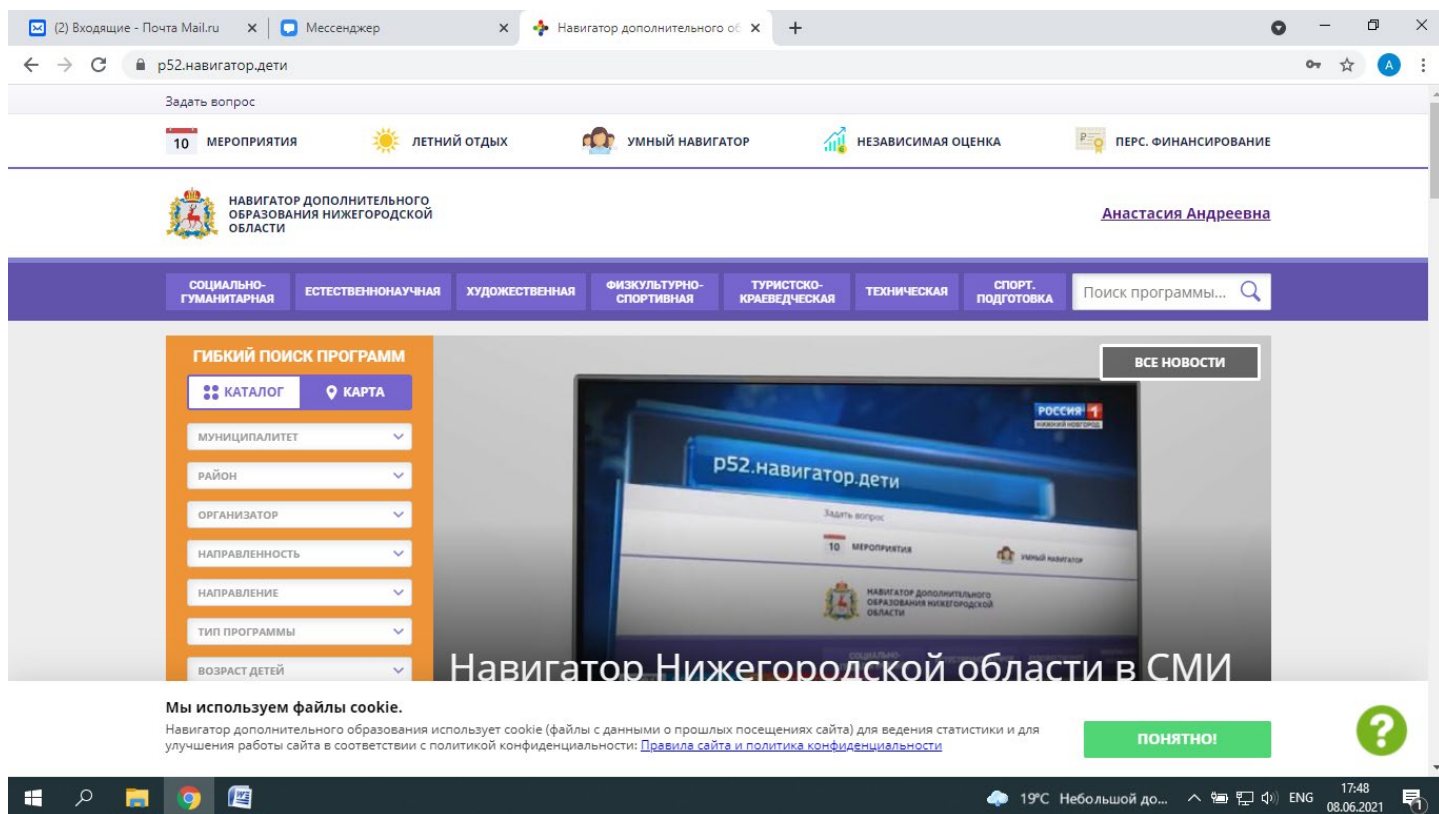 (2) Входящие - Почта Mail.ru
Мессенджер
Навигатор дополнительного об
р52.навигатор.дети
А
Задать вопрос
10 МЕРОПРИЯТИЯ
ЛЕТНИЙ ОТДЫХ
УМНЫЙ НАВИГАТОР
НЕЗАВИСИМАЯ ОЦЕНКА
ПЕРС. ФИНАНСИРОВАНИЕ
НАВИГАТОР ДОПОЛНИТЕЛЬНОГО
ОБРАЗОВАНИЯ НИЖЕГОРОДСКОЙ
ОБЛАСТИ
Анастасия Андреевна
СОЦИАЛЬНО-
ГУМАНИТАРНАЯ
ЕСТЕСТВЕННОНАУЧНАЯ
ХУДОЖЕСТВЕННАЯ
ФИЗКУЛЬТУРНО-
СПОРТИВНАЯ
ТУРИСТСКО-
КРАЕВЕДЧЕСКАЯ
ТЕХНИЧЕСКАЯ
СПОРТ.
ПОДГОТОВКА
Поиск программы...
ГИБКИЙ ПОИСК ПРОГРАММ
КАТАЛОГ
КАРТА
МУНИЦИПАЛИТЕТ
РАЙОН
ОРГАНИЗАТОР
НАПРАВЛЕННОСТЬ
НАПРАВЛЕНИЕ
ТИП ПРОГРАММЫ
ВОЗРАСТ ДЕТЕЙ
ВСЕ НОВОСТИ
РОССИЯ 1
НИЖНИЙ НОВГОРОД
р52.навигатор.дети
Задать вопрос
10 МЕРОПРИЯТИЯ
УМНЫЙ НАВИГАТОР
НАВИГАТОР ДОПОЛНИТЕЛЬНОГО
ОБРАЗОВАНИЯ НИЖЕГОРОДСКОЙ
ОБЛАСТИ
Навигатор Нижегородской области в СМИ
Мы используем файлы cookie.
Навигатор дополнительного образования использует cookie (файлы с данными о прошлых посещениях сайта) для ведения статистики и для
улучшения работы сайта в соответствии с политикой конфиденциальности: Правила сайта и политика конфиденциальности
ПОНЯТНО!
?
19°C Небольшой до...
ENG
17:48
08.06.2021
1